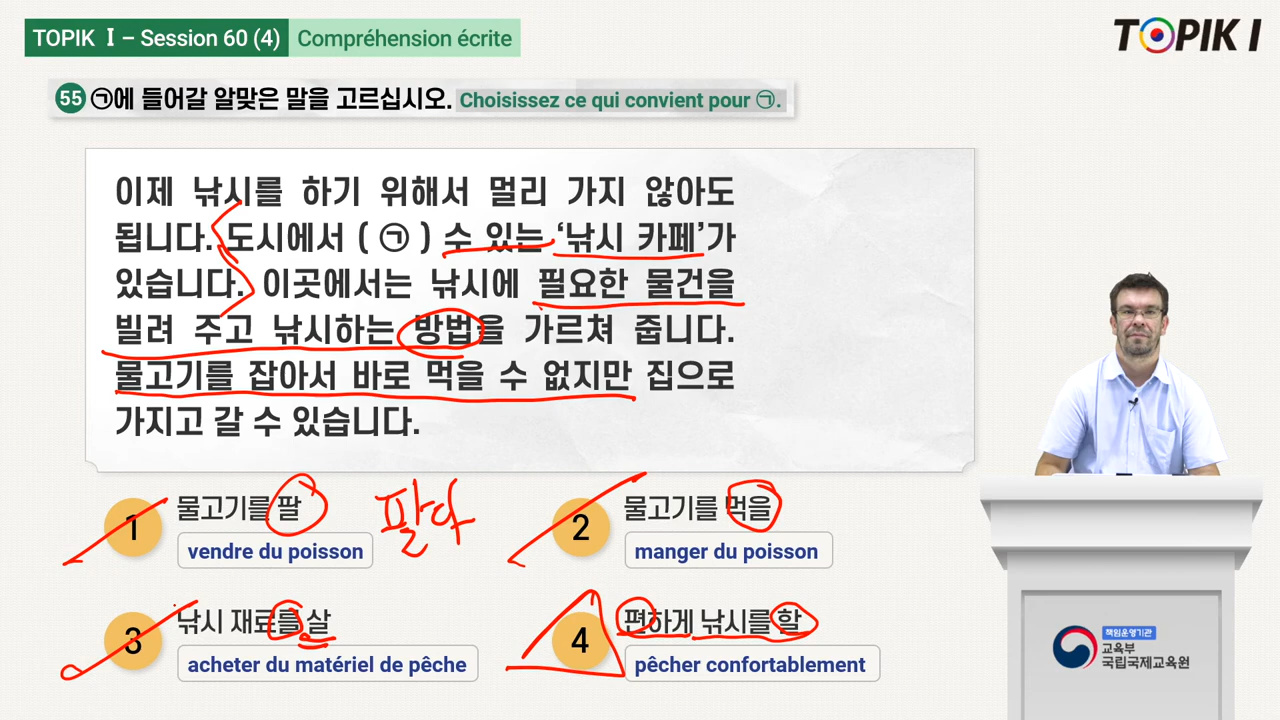 TOPIK Ⅰ – Session 60 (4) Compréhension écrite
TOPIK I
55 ㉠에 들어갈 알맞은 말을 고르십시오. Choisissez ce qui convient pour ㉠.
이제 낚시를 하기 위해서 멀리 가지 않아도
됩니다. 도시에서 ( ㉠ ) 수 있는 ‘낚시 카페’가
있습니다. 이곳에서는 낚시에 필요한 물건을
빌려 주고 낚시하는 방법을 가르쳐 줍니다.
물고기를 잡아서 바로 먹을 수 없지만 집으로
가지고 갈 수 있습니다.
1 물고기를 팔
vendre du poisson
팔다
2 물고기를 먹을
manger du poisson
3 낚시 재료를 살
acheter du matériel de pêche
4 편하게 낚시를 할
pêcher confortablement
책임운영기관
교육부
국립국제교육원